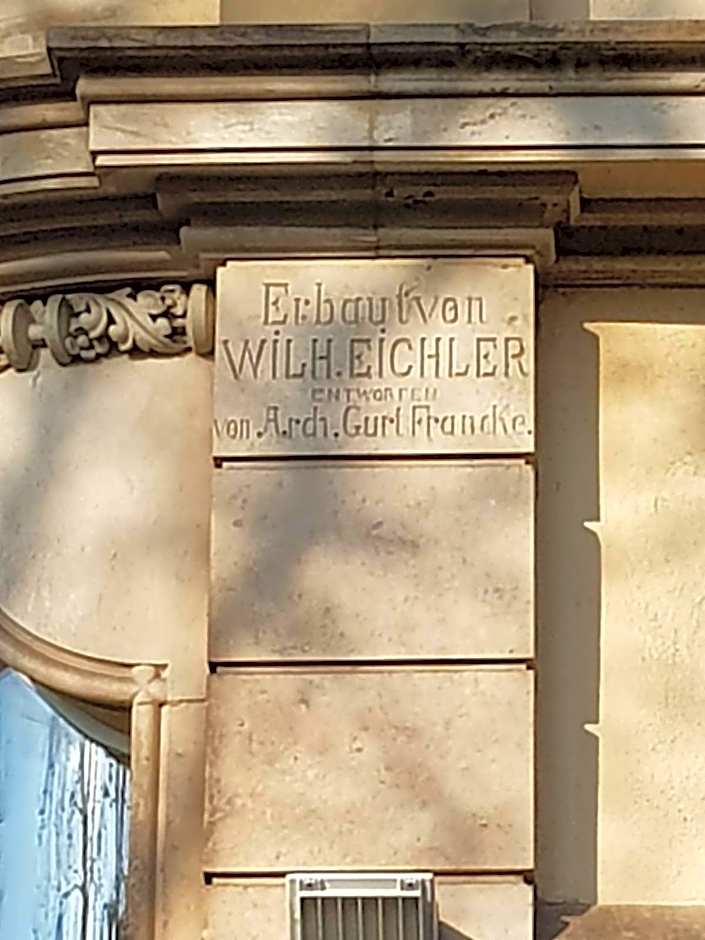 Erbaut von
WILH. EICHLER
ENTWORFEN
von Arch. Curt Francke.